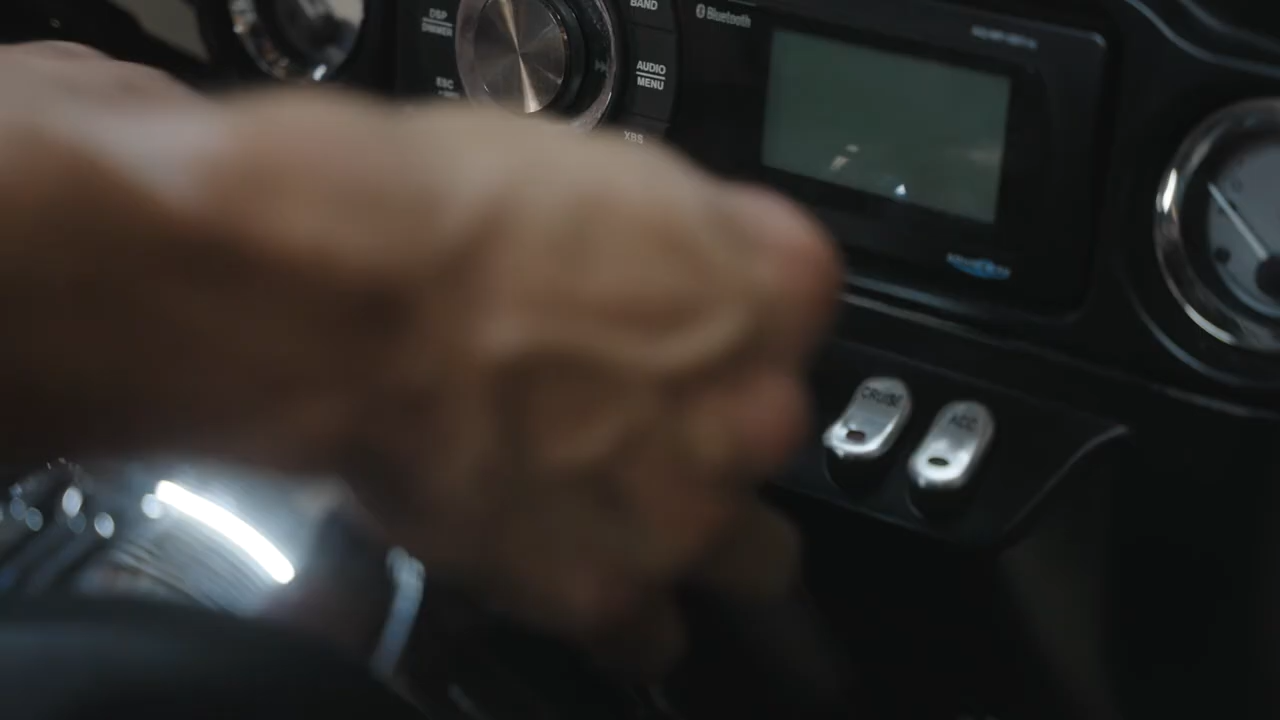 BAND
Bluetooth
DSP
DIMMER
AUDIO
MENU
ESC
XBS
CRUISE
ACC.